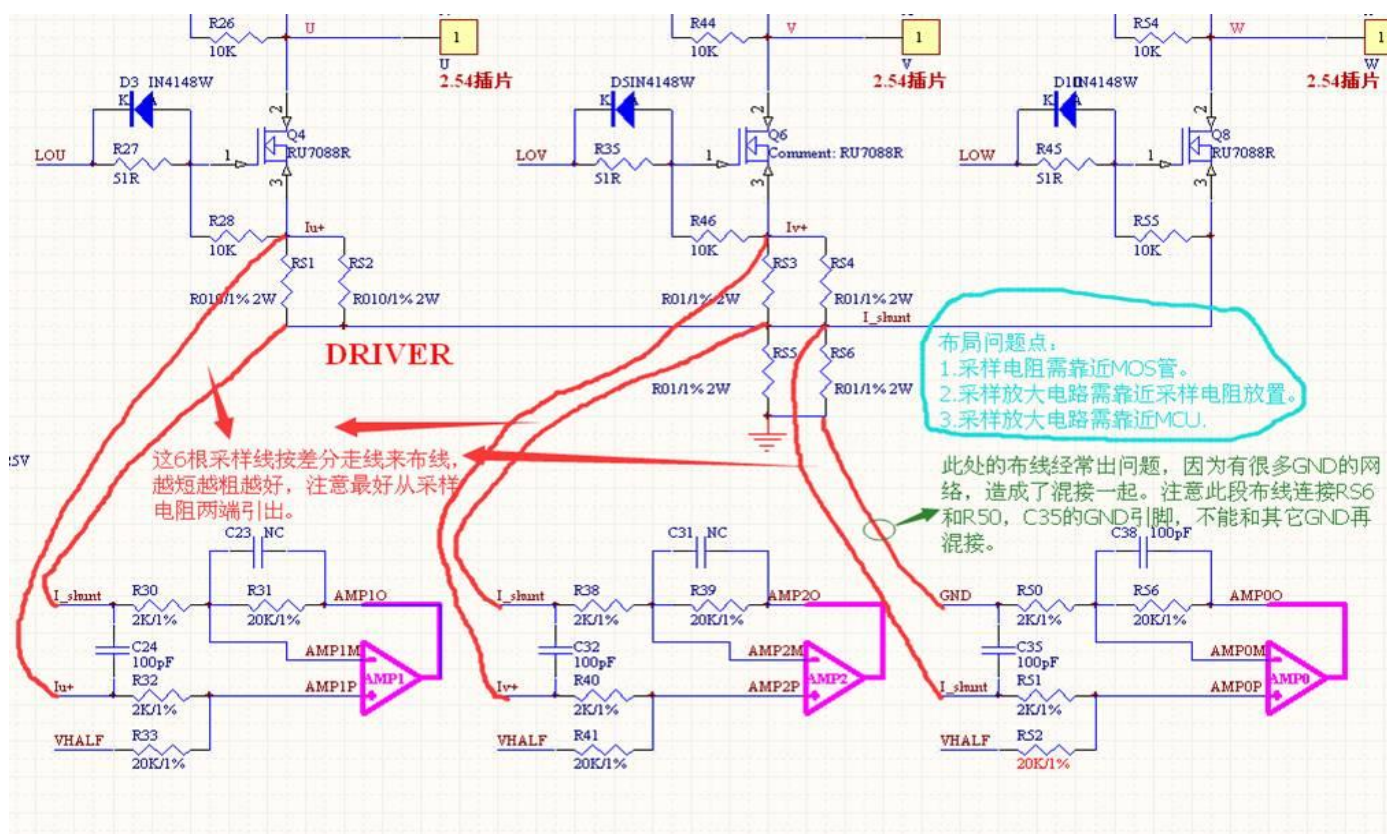 R26
10K
U
1
U
2.54插片
R44
10K
V
1
V
2.54插片
R54
10K
W
1
W
2.54插片
D3 IN4148W
K A
LOU
R27
51R
1
2
3
Q4
RU7088R
R28
10K
Iu+
RS1
RS2
R010/1% 2W
R010/1% 2W
D5IN4148W
K A
LOV
R35
51R
1
2
3
Q6
Comment: RU7088R
R46
10K
Iv+
RS3
RS4
R01/1% 2W
R01/1% 2W
I_shunt
RS5
RS6
R01/1% 2W
R01/1% 2W
IN4148W
K A
LOW
R45
51R
1
2
3
Q8
RU7088R
R55
10K
DRIVER
布局问题点：
1.采样电阻需靠近MOS管。
2.采样放大电路需靠近采样电阻放置。
3.采样放大电路需靠近MCU.
5V
这6根采样线按差分走线来布线，
越短越粗越好，注意最好从采样
电阻两端引出。
此处的布线经常出问题，因为有很多GND的网
络，造成了混接一起。注意此段布线连接RS6
和R50，C35的GND引脚，不能和其它GND再
混接。
C23 NC
I_shunt
R30
2K/1%
R31
20K/1%
AMP1O
C24
100pF
AMP1M
AMP1
Iu+
R32
2K/1%
AMP1P
VHALF
R33
20K/1%
C31 NC
I_shunt
R38
2K/1%
R39
20K/1%
AMP2O
C32
100pF
AMP2M
AMP2
Iv+
R40
2K/1%
AMP2P
VHALF
R41
20K/1%
C38 100pF
GND
R50
2K/1%
R56
20K/1%
AMP0O
C35
100pF
AMP0M
AMP0
I_shunt
R51
2K/1%
AMP0P
VHALF
R52
20K/1%